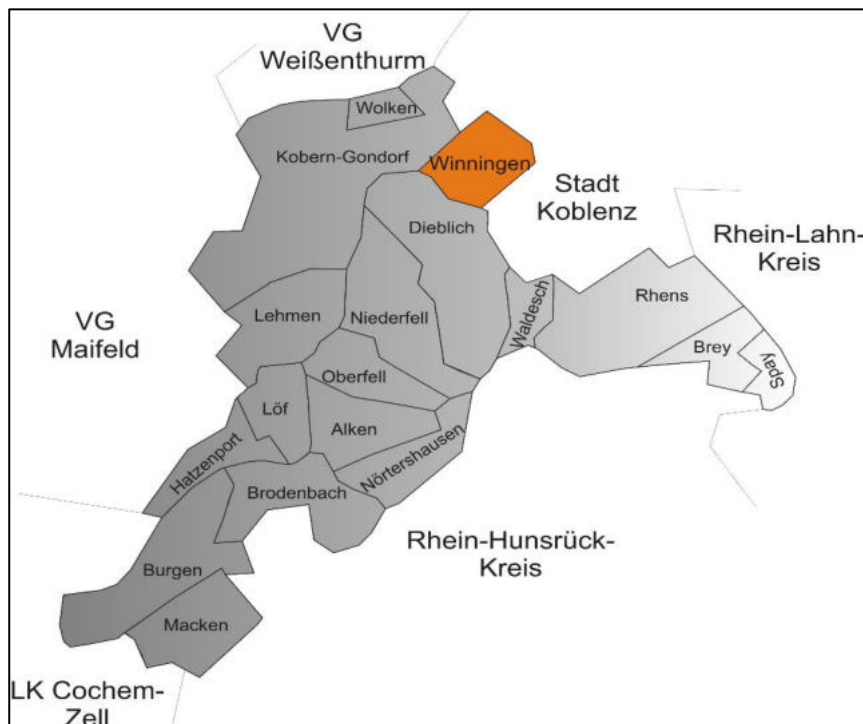 VG
Weißenthurm
Wolken
Kobern-Gondorf
Winningen
Stadt
Koblenz
Dieblich
Rhein-Lahn-
Kreis
Rhens
Waldesch
Lehmen
Niederfell
VG
Maifeld
Brey
Spay
Oberfell
Löf
Alken
Hatzenport
Nörtershausen
Brodenbach
Rhein-Hunsrück-
Kreis
Burgen
Macken
LK Cochem-
Zell